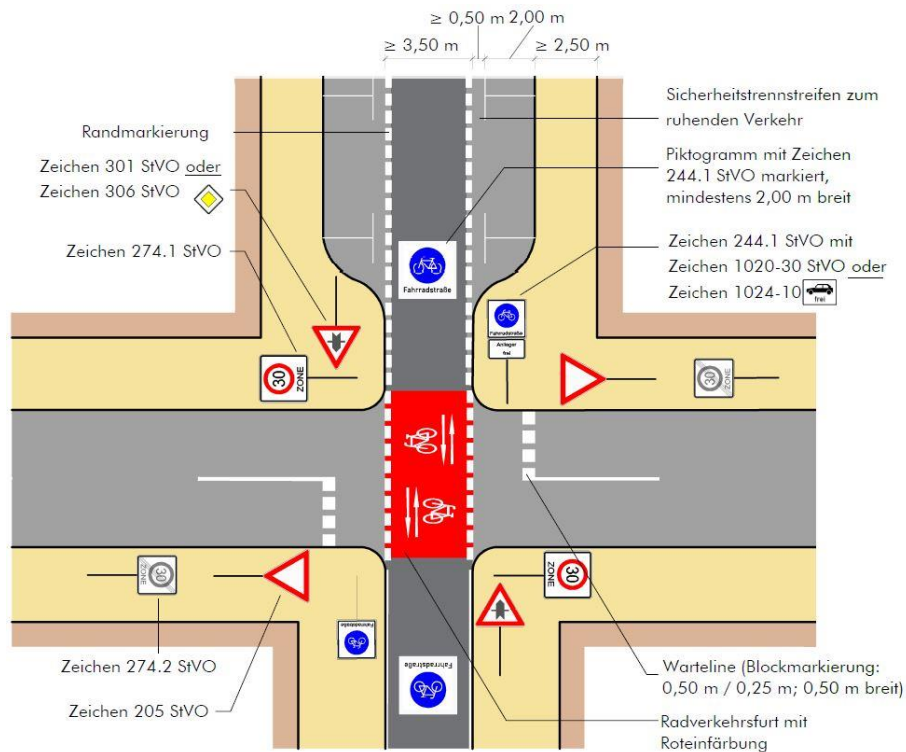 ≥ 0,50 m 2,00 m
≥ 3,50 m
≥ 2,50 m
Randmarkierung
Zeichen 301 StVO oder
Zeichen 306 StVO
Zeichen 274.1 StVO
Sicherheitstrennstreifen zum
ruhenden Verkehr
Piktogramm mit Zeichen
244.1 StVO markiert,
mindestens 2,00 m breit
Zeichen 244.1 StVO mit
Zeichen 1020-30 StVO oder
Zeichen 1024-10
frei
Fahrradstraße
Fahrradstraße
Anlieger
frei
30
ZONE
30
ZONE
ZONE
30
30
ZONE
Fahrradstraße
Fahrradstraße
Zeichen 274.2 StVO
Zeichen 205 StVO
Warteline (Blockmarkierung:
0,50 m / 0,25 m; 0,50 m breit)
Radverkehrsfurt mit
Roteinfärbung